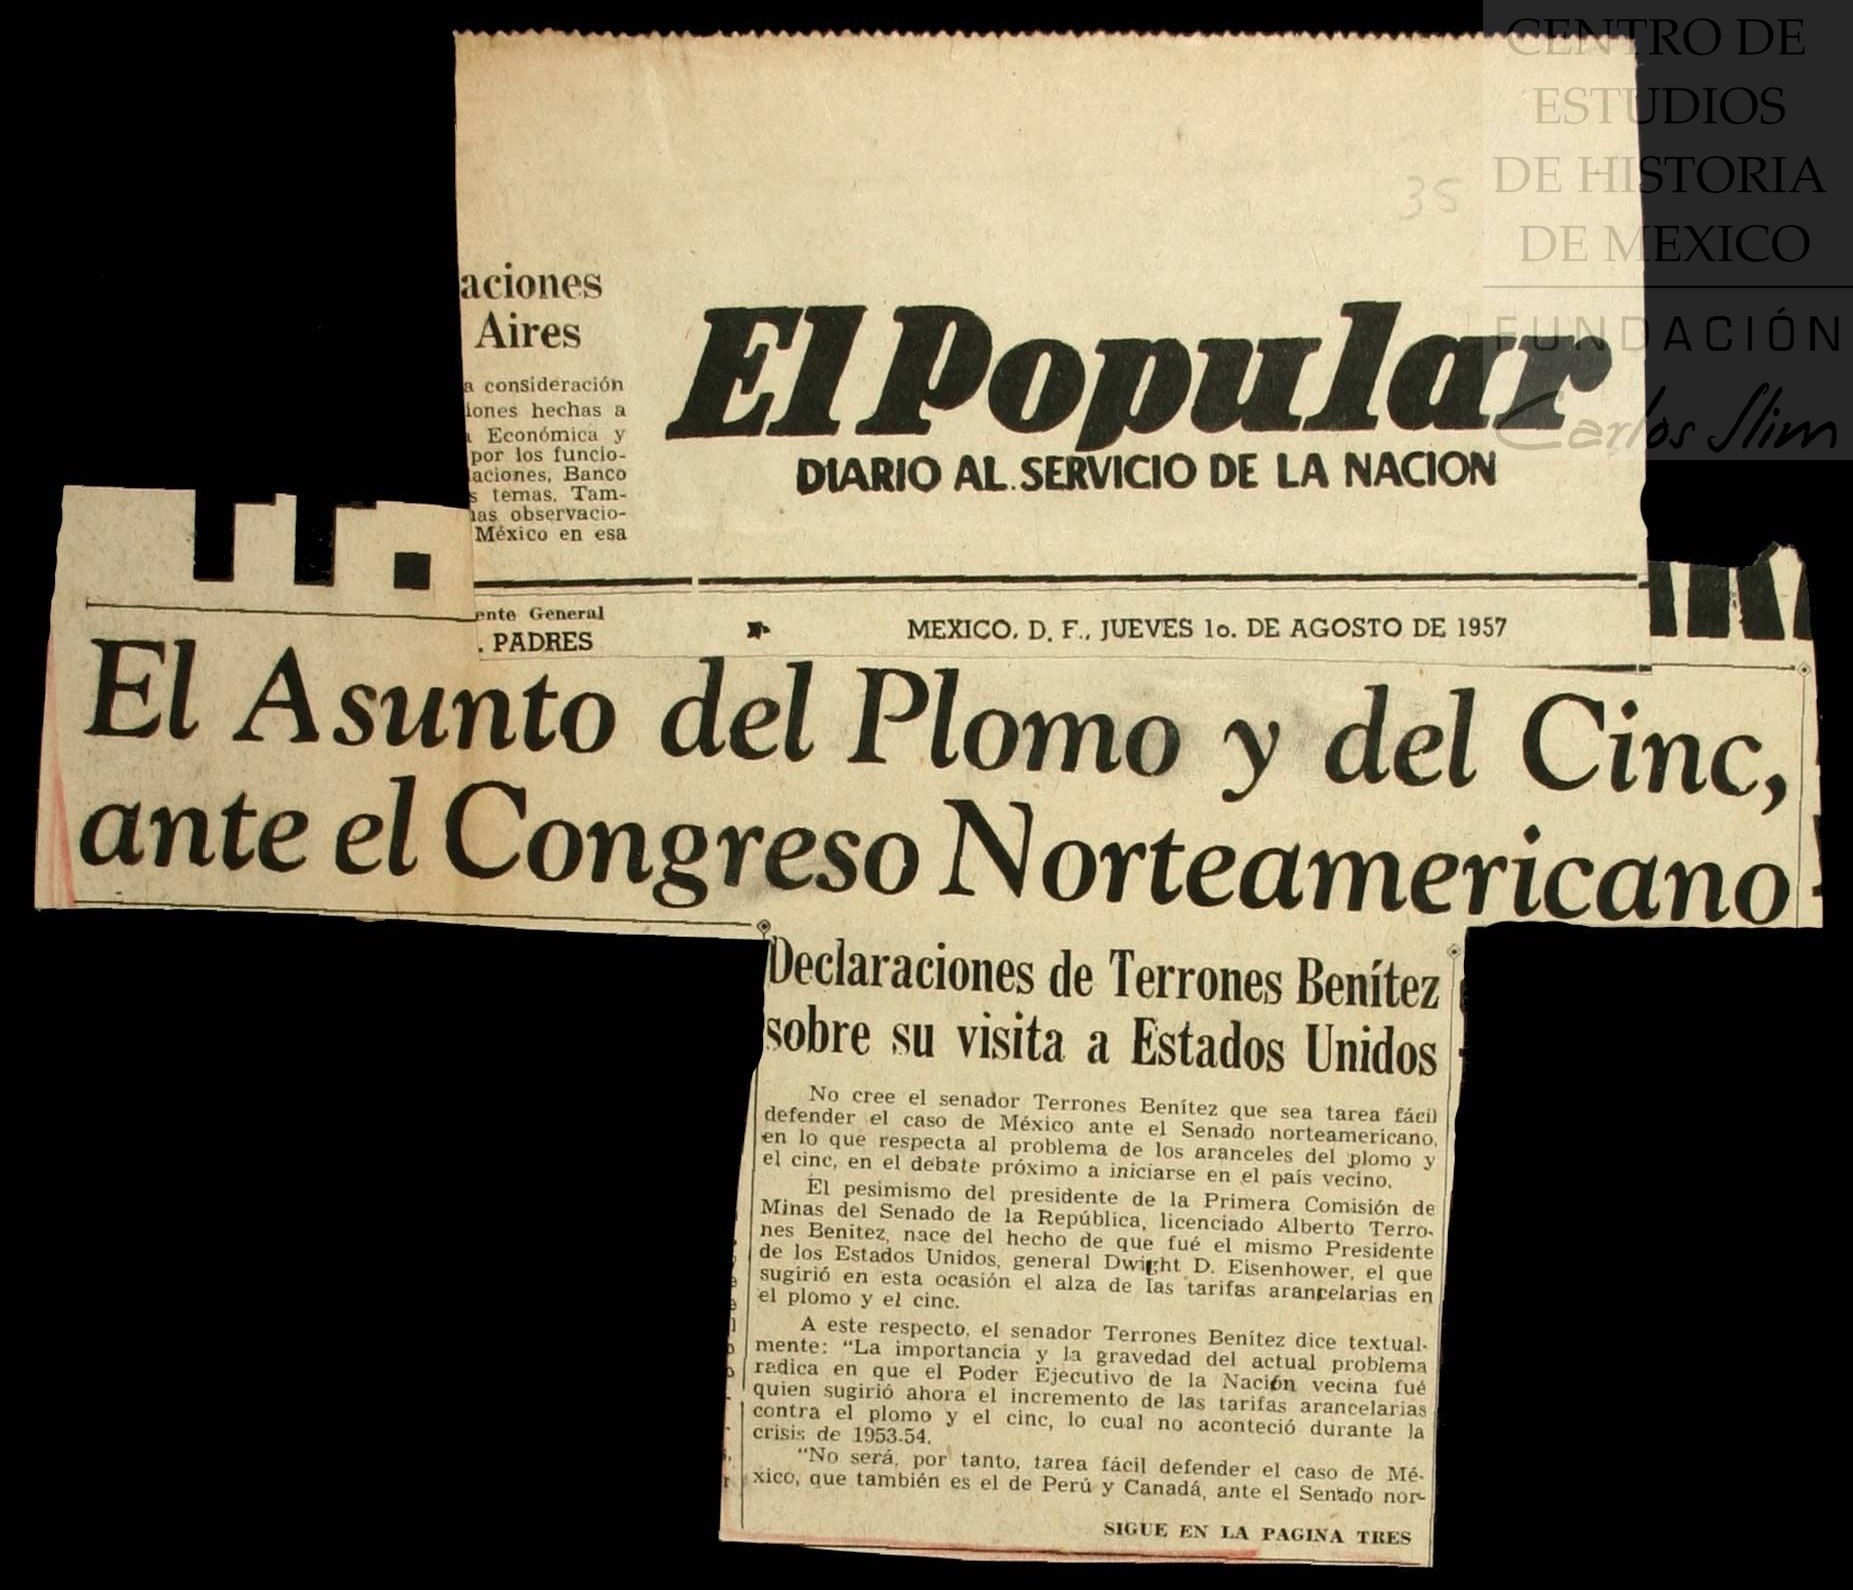 CENTRO DE
ESTUDIOS
DE HISTORIA
DE MEXICO
FUNDACIÓN
Carlos Slim
35
aciones
Aires
a consideración
iones hechas a
Económica y
por los funcio-
aciones, Banco
s temas. Tam-
as observacio-
México en esa
El Popular
DIARIO AL SERVICIO DE LA NACION
ente General
. PADRES
MEXICO, D. F., JUEVES 1o. DE AGOSTO DE 1957
El Asunto del Plomo y del Cinc,
ante el Congreso Norteamericano
Declaraciones de Terrones Benítez
sobre su visita a Estados Unidos
No cree el senador Terrones Benítez que sea tarea fácil
defender el caso de México ante el Senado norteamericano,
en lo que respecta al problema de los aranceles del plomo y
el cinc, en el debate próximo a iniciarse en el país vecino.
El pesimismo del presidente de la Primera Comisión de
Minas del Senado de la República, licenciado Alberto Terro-
nes Benítez, nace del hecho de que fué el mismo Presidente
de los Estados Unidos, general Dwight D. Eisenhower, el que
sugirió en esta ocasión el alza de las tarifas arancelarias en
el plomo y el cinc.
A este respecto, el senador Terrones Benítez dice textual-
mente: "La importancia y la gravedad del actual problema
radica en que el Poder Ejecutivo de la Nación vecina fué
quien sugirió ahora el incremento de las tarifas arancelarias
contra el plomo y el cinc, lo cual no aconteció durante la
crisis de 1953-54.
"No será, por tanto, tarea fácil defender el caso de Mé-
xico, que también es el de Perú y Canadá, ante el Senado nor-
SIGUE EN LA PAGINA TRES